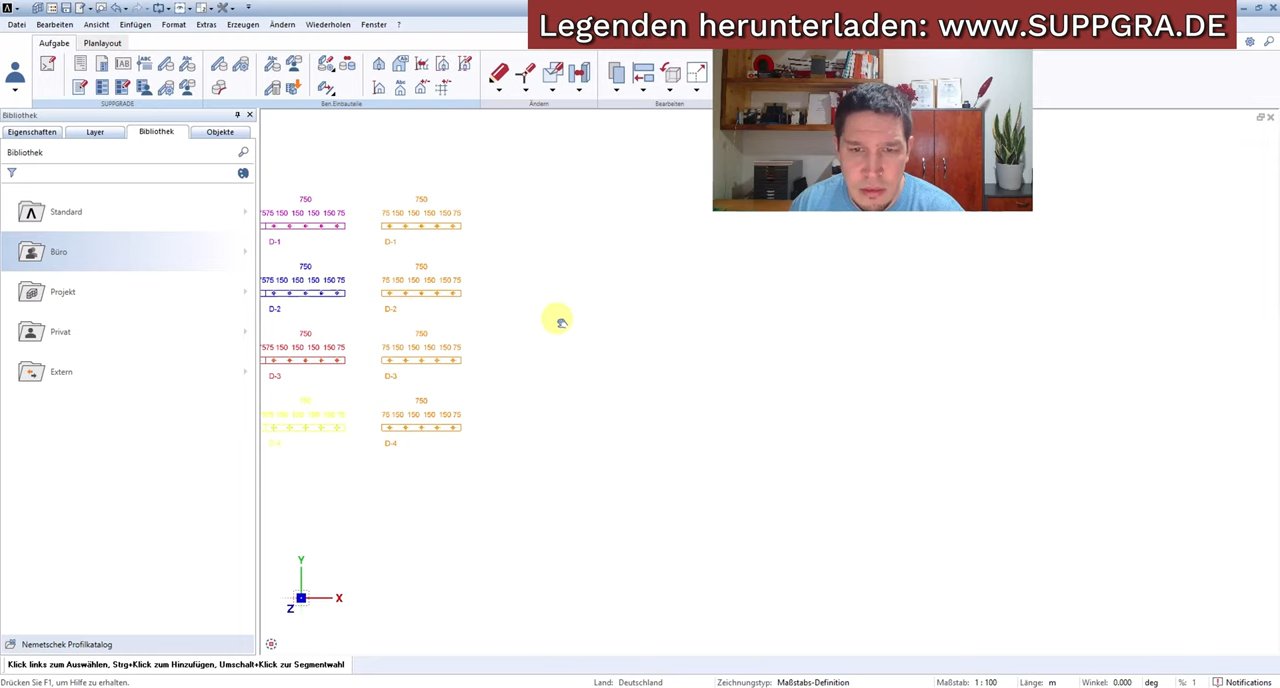 Legenden herunterladen: www.SUPPGRA.DE
Datei Bearbeiten Ansicht Einfügen Format Extras Erzeugen Ändern Wiederholen Fenster ?
Aufgabe Planlayout
SUPPGRADE Ben.Einbauteile Ändern Bearbeiten
Bibliothek
Eigenschaften Layer Bibliothek Objekte
Bibliothek
Standard
Büro
Projekt
Privat
Extern
Nemetschek Profilkatalog
750 750
575 150 150 150 75 75 150 150 150 150 75
D-1 D-1
750 750
575 150 150 150 75 75 150 150 150 150 75
D-2 D-2
750 750
575 150 150 150 75 75 150 150 150 150 75
D-3 D-3
750 750
75 150 150 150 150 75
D-4 D-4
Y
X
Z
Klick links zum Auswählen, Strg+Klick zum Hinzufügen, Umschalt+Klick zur Segmentwahl
Drücken Sie F1, um Hilfe zu erhalten. Land: Deutschland Zeichnungstyp: Maßstabs-Definition Maßstab: 1 : 100 Länge: m Winkel: 0.000 deg %: 1 Notifications